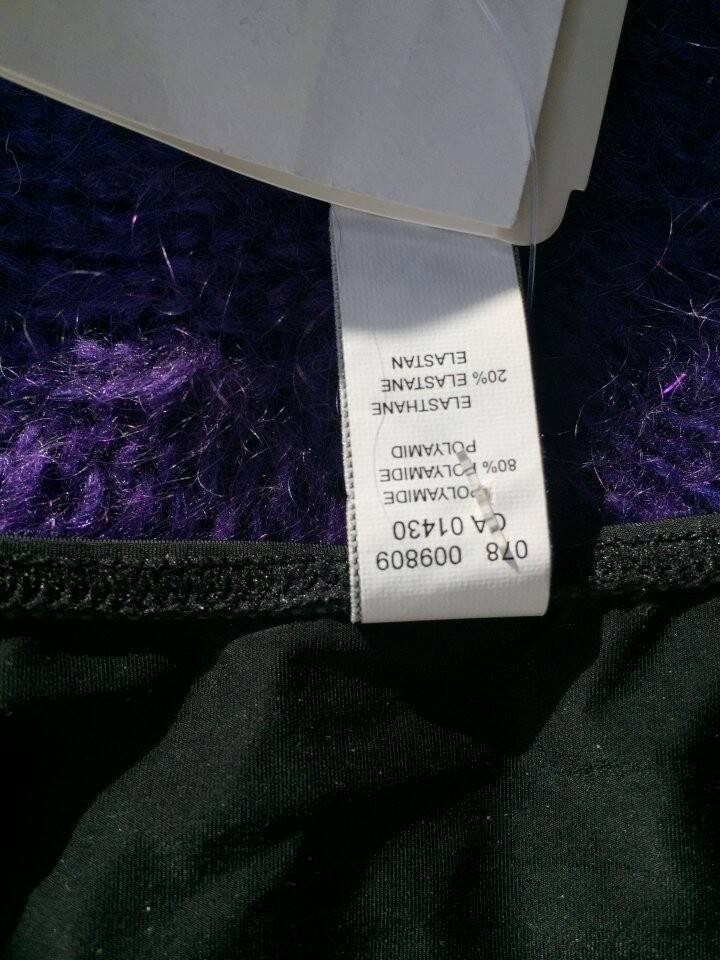 078 009809
CA 01430
POLYAMIDE
80% POLYAMIDE
POLYAMID
ELASTHANE
20% ELASTANE
ELASTAN